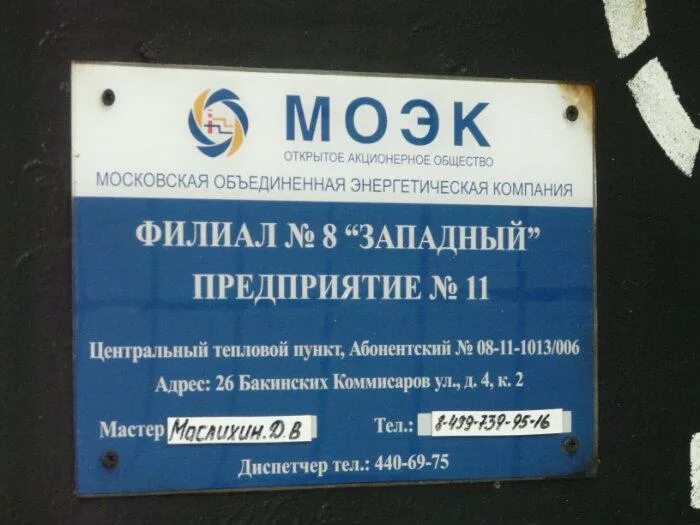 МОЭК
ОТКРЫТОЕ АКЦИОНЕРНОЕ ОБЩЕСТВО
МОСКОВСКАЯ ОБЪЕДИНЕННАЯ ЭНЕРГЕТИЧЕСКАЯ КОМПАНИЯ
ФИЛИАЛ № 8 “ЗАПАДНЫЙ”
ПРЕДПРИЯТИЕ № 11
Центральный тепловой пункт, Абонентский № 08-11-1013/006
Адрес: 26 Бакинских Коммисаров ул., д. 4, к. 2
Мастер Маслихин.Д.В Тел.: 8-499-739-95-16
Диспетчер тел.: 440-69-75